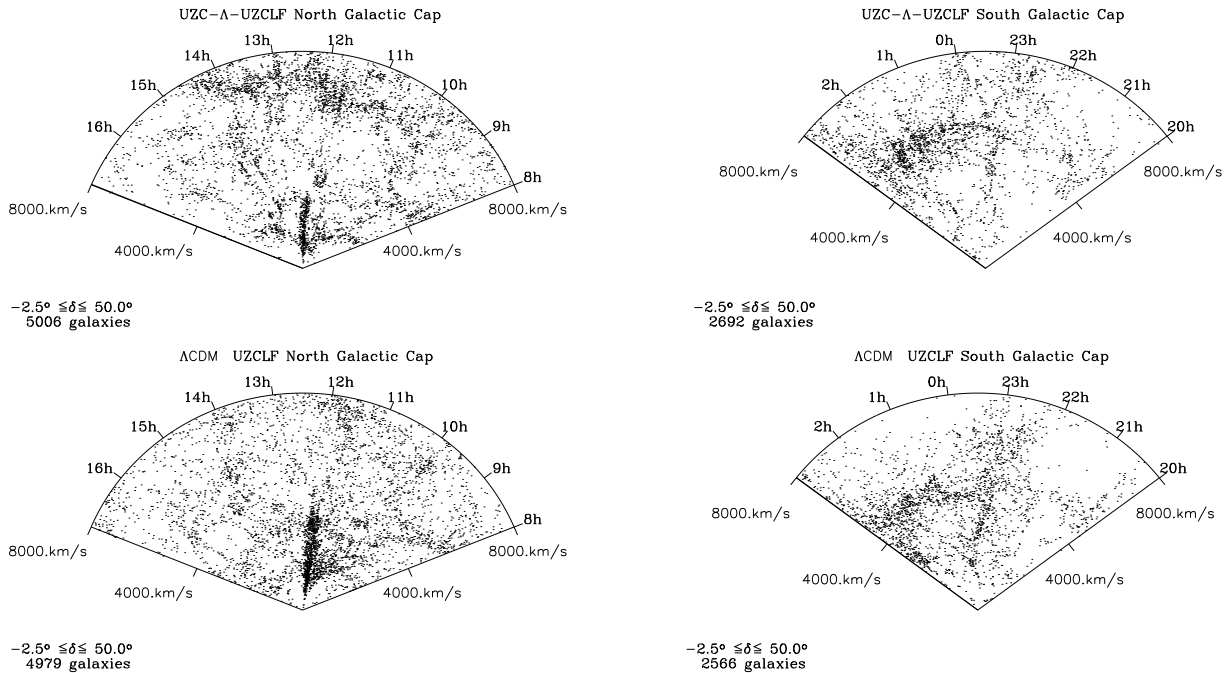 UZC−Λ−UZCLF North Galactic Cap
13h
12h
14h
11h
15h
10h
16h
9h
8h
8000.km/s
8000.km/s
4000.km/s
4000.km/s
−2.5° ≦δ≦ 50.0°
5006 galaxies
UZC−Λ−UZCLF South Galactic Cap
0h
23h
1h
22h
2h
21h
20h
8000.km/s
8000.km/s
4000.km/s
4000.km/s
−2.5° ≦δ≦ 50.0°
2692 galaxies
ΛCDM UZCLF North Galactic Cap
13h
12h
14h
11h
15h
10h
16h
9h
8h
8000.km/s
8000.km/s
4000.km/s
4000.km/s
−2.5° ≦δ≦ 50.0°
4979 galaxies
ΛCDM UZCLF South Galactic Cap
0h
23h
1h
22h
2h
21h
20h
8000.km/s
8000.km/s
4000.km/s
4000.km/s
−2.5° ≦δ≦ 50.0°
2566 galaxies